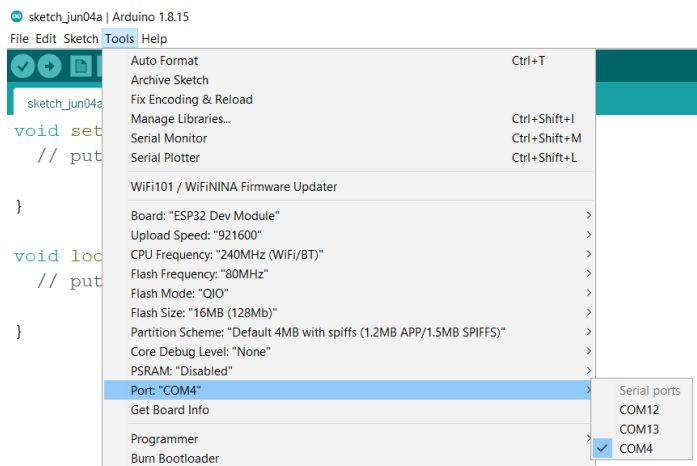 sketch_jun04a | Arduino 1.8.15
File Edit Sketch Tools Help
Auto Format Ctrl+T
Archive Sketch
Fix Encoding & Reload
Manage Libraries... Ctrl+Shift+I
Serial Monitor Ctrl+Shift+M
Serial Plotter Ctrl+Shift+L
WiFi101 / WiFiNINA Firmware Updater
Board: "ESP32 Dev Module"
Upload Speed: "921600"
CPU Frequency: "240MHz (WiFi/BT)"
Flash Frequency: "80MHz"
Flash Mode: "QIO"
Flash Size: "16MB (128Mb)"
Partition Scheme: "Default 4MB with spiffs (1.2MB APP/1.5MB SPIFFS)"
Core Debug Level: "None"
PSRAM: "Disabled"
Port: "COM4"
Get Board Info
Programmer
Burn Bootloader
Serial ports
COM12
COM13
COM4
sketch_jun04a
void set
// put
}
void loo
// put
}